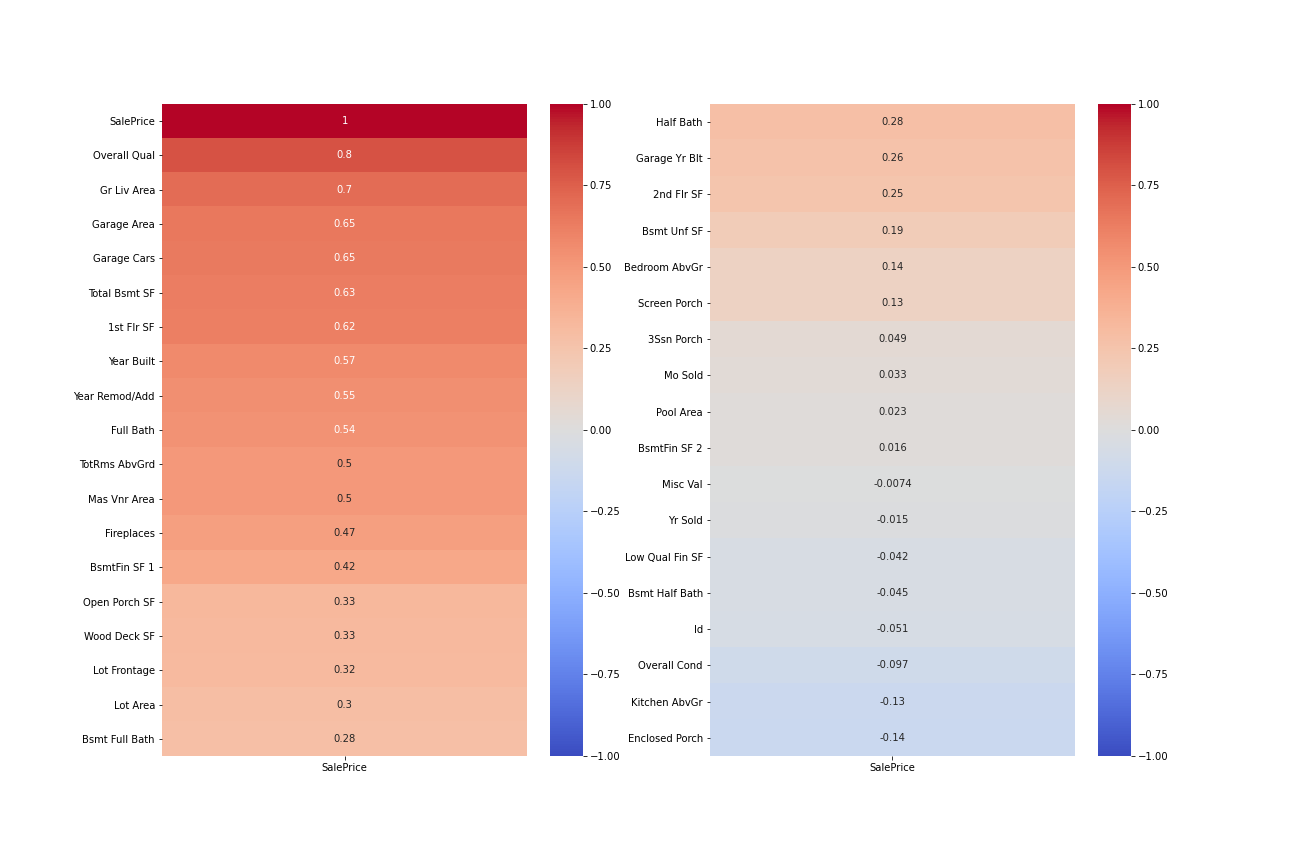 SalePrice 1
Overall Qual 0.8
Gr Liv Area 0.7
Garage Area 0.65
Garage Cars 0.65
Total Bsmt SF 0.63
1st Flr SF 0.62
Year Built 0.57
Year Remod/Add 0.55
Full Bath 0.54
TotRms AbvGrd 0.5
Mas Vnr Area 0.5
Fireplaces 0.47
BsmtFin SF 1 0.42
Open Porch SF 0.33
Wood Deck SF 0.33
Lot Frontage 0.32
Lot Area 0.3
Bsmt Full Bath 0.28
SalePrice
1.00
0.75
0.50
0.25
0.00
−0.25
−0.50
−0.75
−1.00
Half Bath 0.28
Garage Yr Blt 0.26
2nd Flr SF 0.25
Bsmt Unf SF 0.19
Bedroom AbvGr 0.14
Screen Porch 0.13
3Ssn Porch 0.049
Mo Sold 0.033
Pool Area 0.023
BsmtFin SF 2 0.016
Misc Val -0.0074
Yr Sold -0.015
Low Qual Fin SF -0.042
Bsmt Half Bath -0.045
Id -0.051
Overall Cond -0.097
Kitchen AbvGr -0.13
Enclosed Porch -0.14
SalePrice
1.00
0.75
0.50
0.25
0.00
−0.25
−0.50
−0.75
−1.00